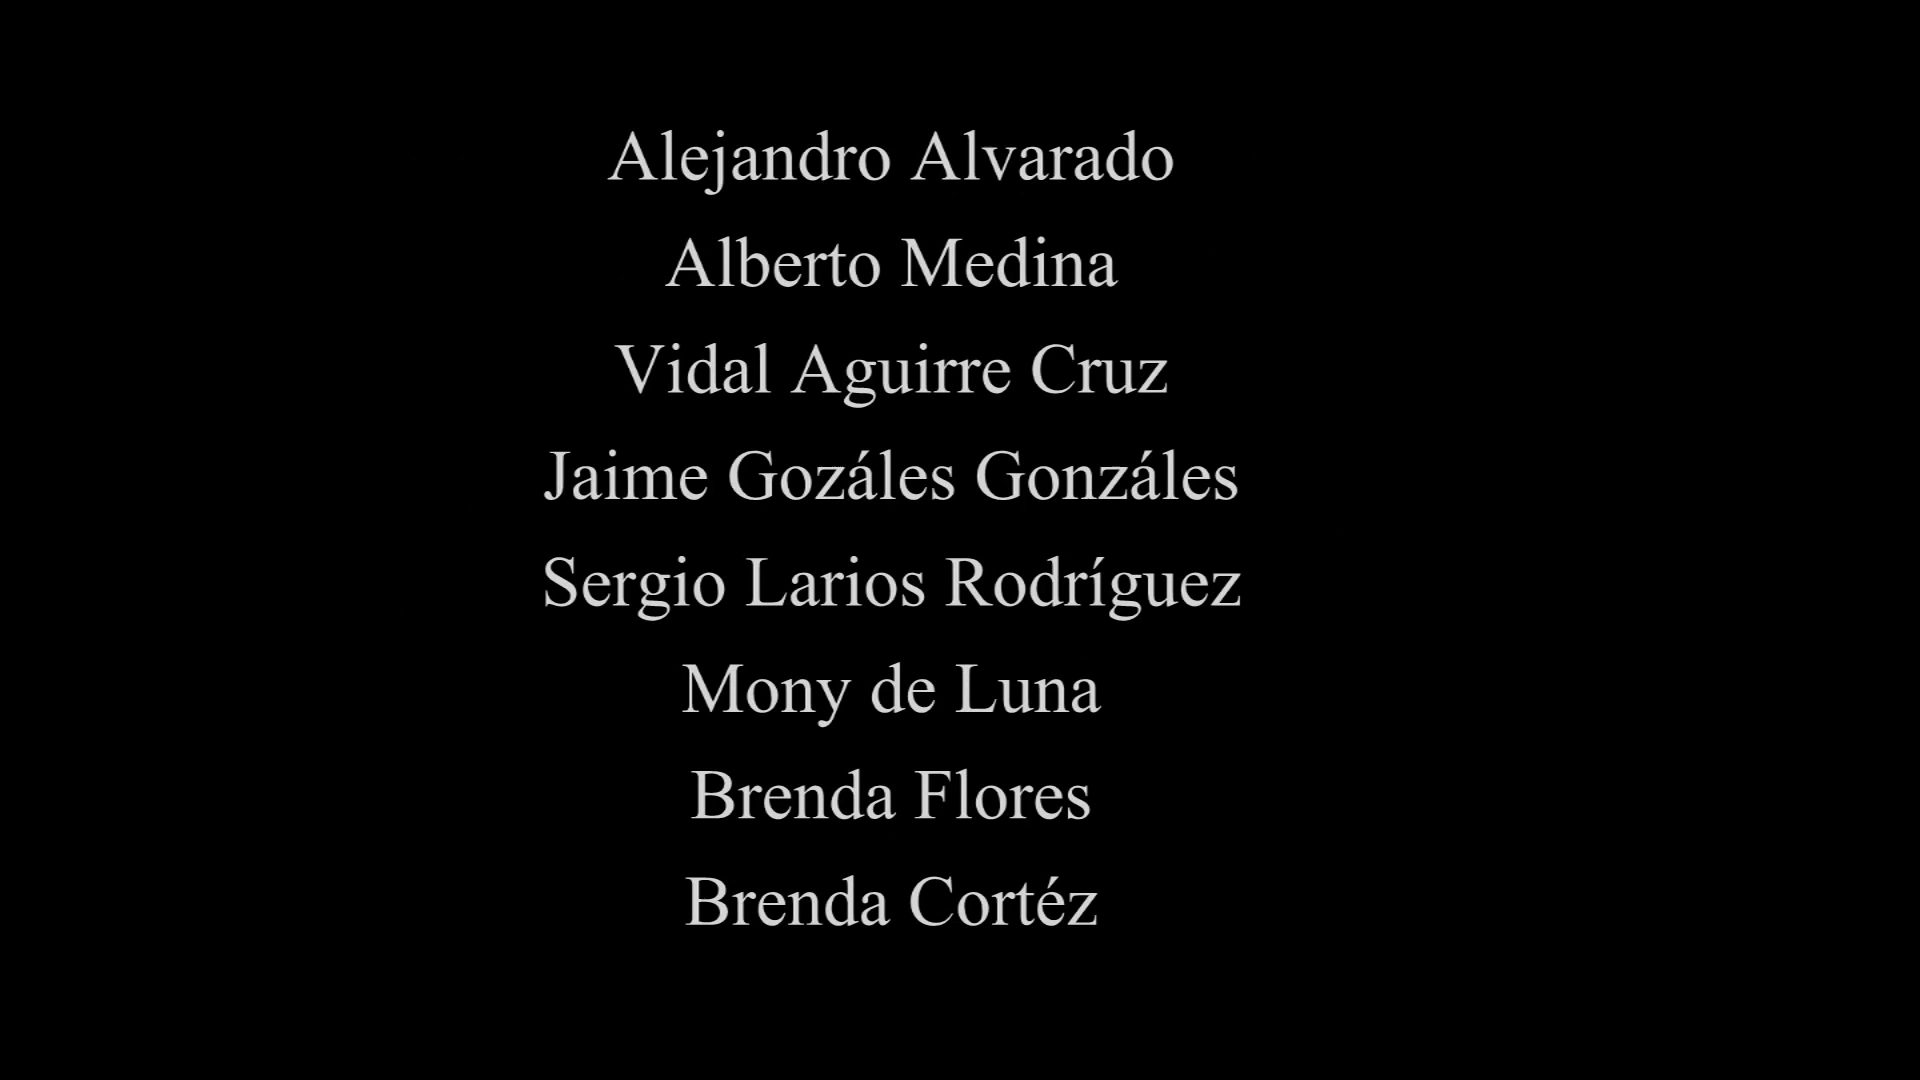 Alejandro Alvarado
Alberto Medina
Vidal Aguirre Cruz
Jaime Gozáles Gonzáles
Sergio Larios Rodríguez
Mony de Luna
Brenda Flores
Brenda Cortéz